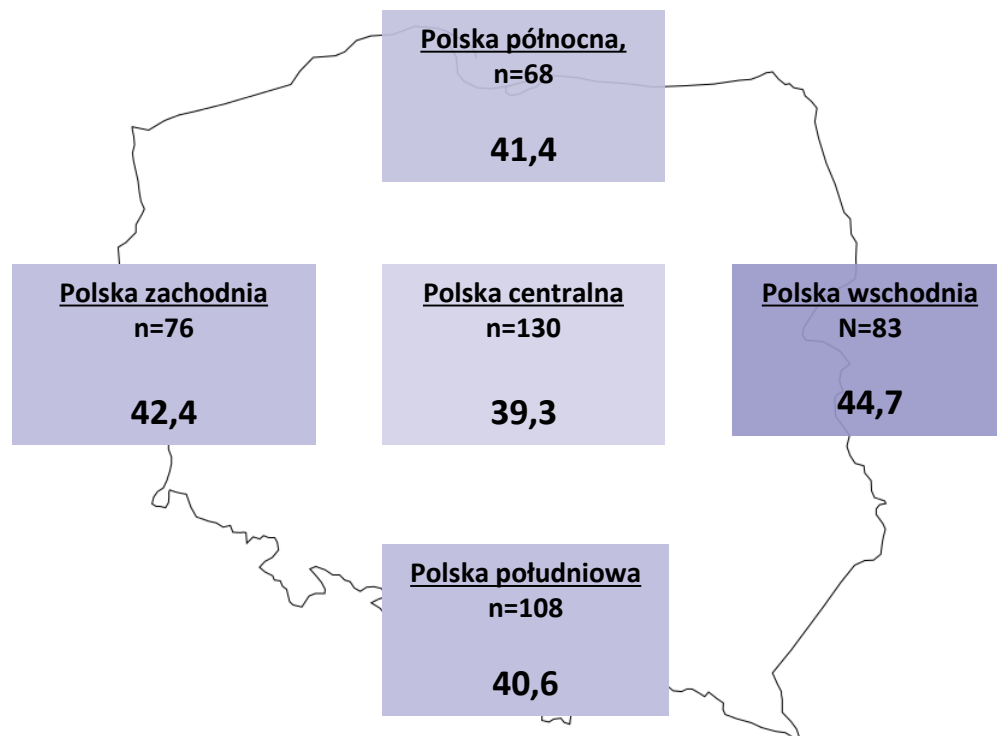 Polska północna,
n=68
41,4
Polska zachodnia
n=76
42,4
Polska centralna
n=130
39,3
Polska wschodnia
N=83
44,7
Polska południowa
n=108
40,6